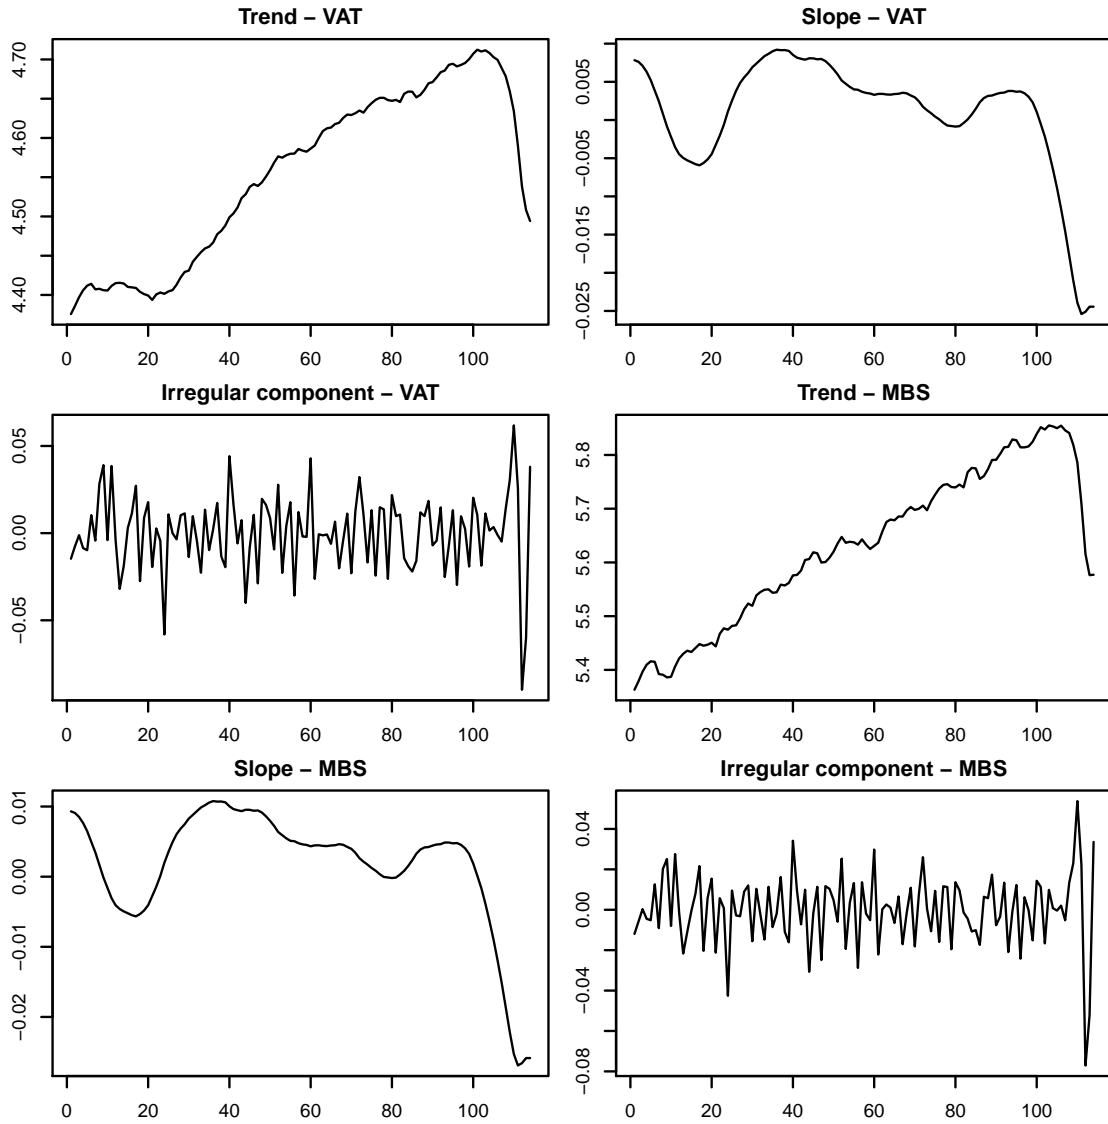 Trend – VAT
4.70
4.60
4.50
4.40
0 20 40 60 80 100
Slope – VAT
0.005
−0.005
−0.015
−0.025
0 20 40 60 80 100
Irregular component – VAT
0.05
0.00
−0.05
0 20 40 60 80 100
Trend – MBS
5.8
5.7
5.6
5.5
5.4
0 20 40 60 80 100
Slope – MBS
0.01
0.00
−0.01
−0.02
0 20 40 60 80 100
Irregular component – MBS
0.04
0.00
−0.04
−0.08
0 20 40 60 80 100